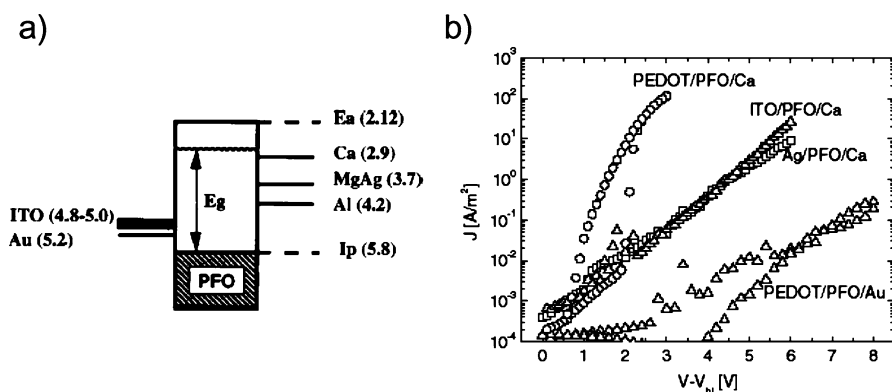 a)
Ea (2.12)
Ca (2.9)
MgAg (3.7)
Al (4.2)
Eg
ITO (4.8-5.0)
Au (5.2)
Ip (5.8)
PFO
b)
10³
10²
10¹
10⁰
10⁻¹
10⁻²
10⁻³
10⁻⁴
J [A/m²]
PEDOT/PFO/Ca
ITO/PFO/Ca
Ag/PFO/Ca
PEDOT/PFO/Au
0 1 2 3 4 5 6 7 8
V-V_bi [V]